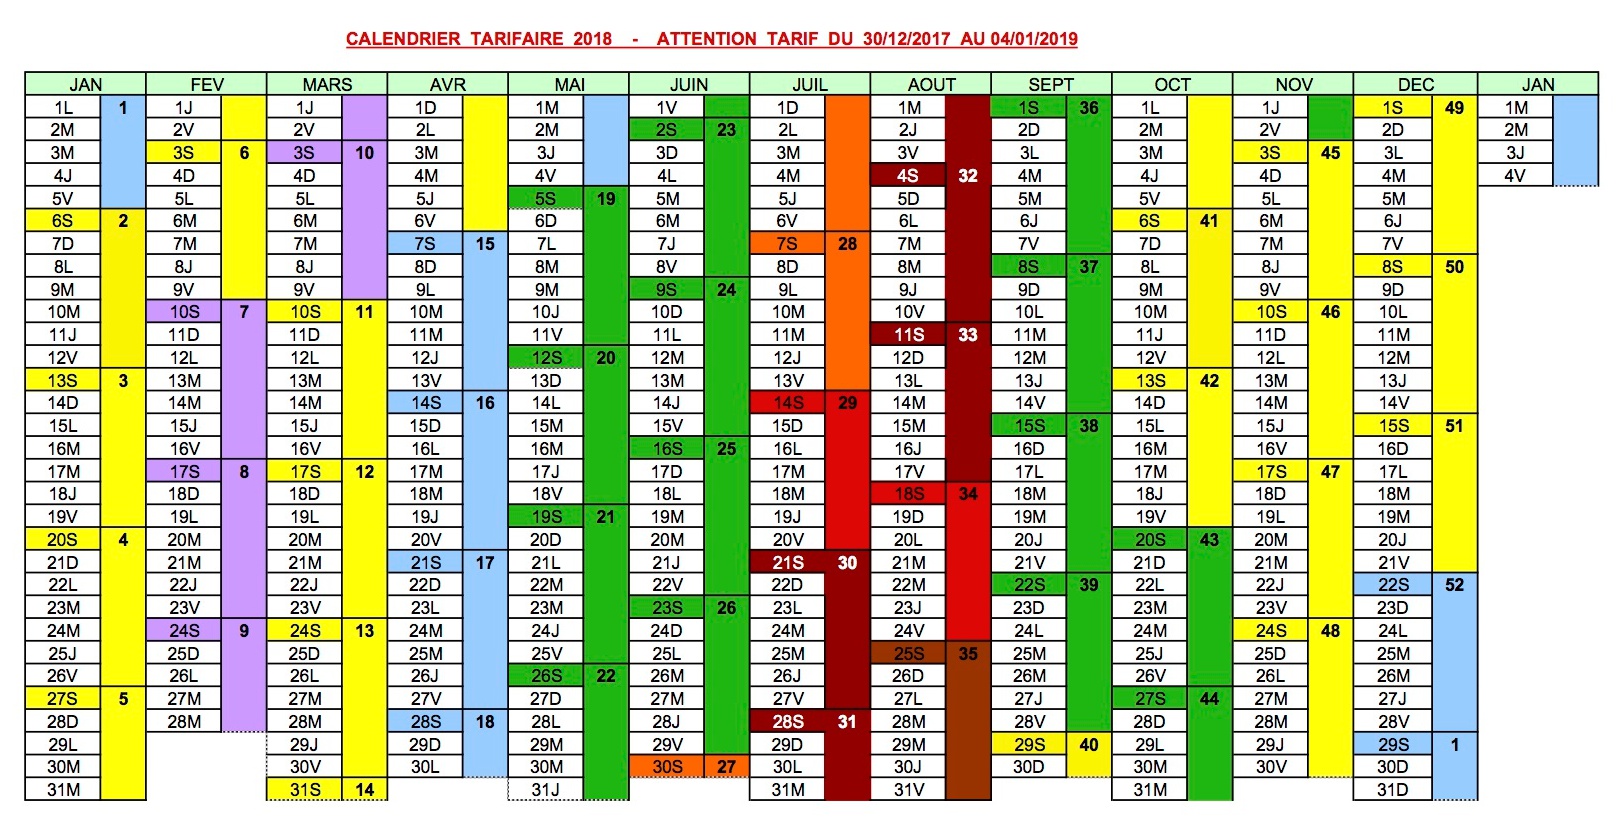 CALENDRIER TARIFAIRE 2018 - ATTENTION TARIF DU 30/12/2017 AU 04/01/2019
JAN FEV MARS AVR MAI JUIN JUIL AOUT SEPT OCT NOV DEC JAN
1L 1 1J 1J 1D 1M 1V 1D 1M 1S 36 1L 1J 1S 49 1M
2M 2V 2V 2L 2M 2S 23 2L 2J 2D 2M 2V 2D 2M
3M 3S 6 3S 10 3M 3J 3D 3M 3V 3L 3M 3S 45 3L 3J
4J 4D 4D 4M 4V 4L 4M 4S 32 4M 4J 4D 4M 4V
5V 5L 5L 5J 5S 19 5M 5J 5D 5M 5V 5L 5M
6S 2 6M 6M 6V 6D 6M 6V 6L 6J 6S 41 6M 6J
7D 7M 7M 7S 15 7L 7J 7S 28 7M 7V 7D 7M 7V
8L 8J 8J 8D 8M 8V 8D 8M 8S 37 8L 8J 8S 50
9M 9V 9V 9L 9M 9S 24 9L 9J 9D 9M 9V 9D
10M 10S 7 10S 11 10M 10J 10D 10M 10V 10L 10M 10S 46 10L
11J 11D 11D 11M 11V 11L 11M 11S 33 11M 11J 11D 11M
12V 12L 12L 12J 12S 20 12M 12J 12D 12M 12V 12L 12M
13S 3 13M 13M 13V 13D 13M 13V 13L 13J 13S 42 13M 13J
14D 14M 14M 14S 16 14L 14J 14S 29 14M 14V 14D 14M 14V
15L 15J 15J 15D 15M 15V 15D 15M 15S 38 15L 15J 15S 51
16M 16V 16V 16L 16M 16S 25 16L 16J 16D 16M 16V 16D
17M 17S 8 17S 12 17M 17J 17D 17M 17V 17L 17M 17S 47 17L
18J 18D 18D 18M 18V 18L 18M 18S 34 18M 18J 18D 18M
19V 19L 19L 19J 19S 21 19M 19J 19D 19M 19V 19L 19M
20S 4 20M 20M 20V 20D 20M 20V 20L 20J 20S 43 20M 20J
21D 21M 21M 21S 17 21L 21J 21S 30 21M 21V 21D 21M 21V
22L 22J 22J 22D 22M 22V 22D 22M 22S 39 22L 22J 22S 52
23M 23V 23V 23L 23M 23S 26 23L 23J 23D 23M 23V 23D
24M 24S 9 24S 13 24M 24J 24D 24M 24V 24L 24M 24S 48 24L
25J 25D 25D 25M 25V 25L 25M 25S 35 25M 25J 25D 25M
26V 26L 26L 26J 26S 22 26M 26J 26D 26M 26V 26L 26M
27S 5 27M 27M 27V 27D 27M 27V 27L 27J 27S 44 27M 27J
28D 28M 28M 28S 18 28L 28J 28S 31 28M 28V 28D 28M 28V
29L 29J 29D 29M 29V 29D 29M 29S 40 29L 29J 29S 1
30M 30V 30L 30M 30S 27 30L 30J 30D 30M 30V 30D
31M 31S 14 31J 31M 31V 31M 31D